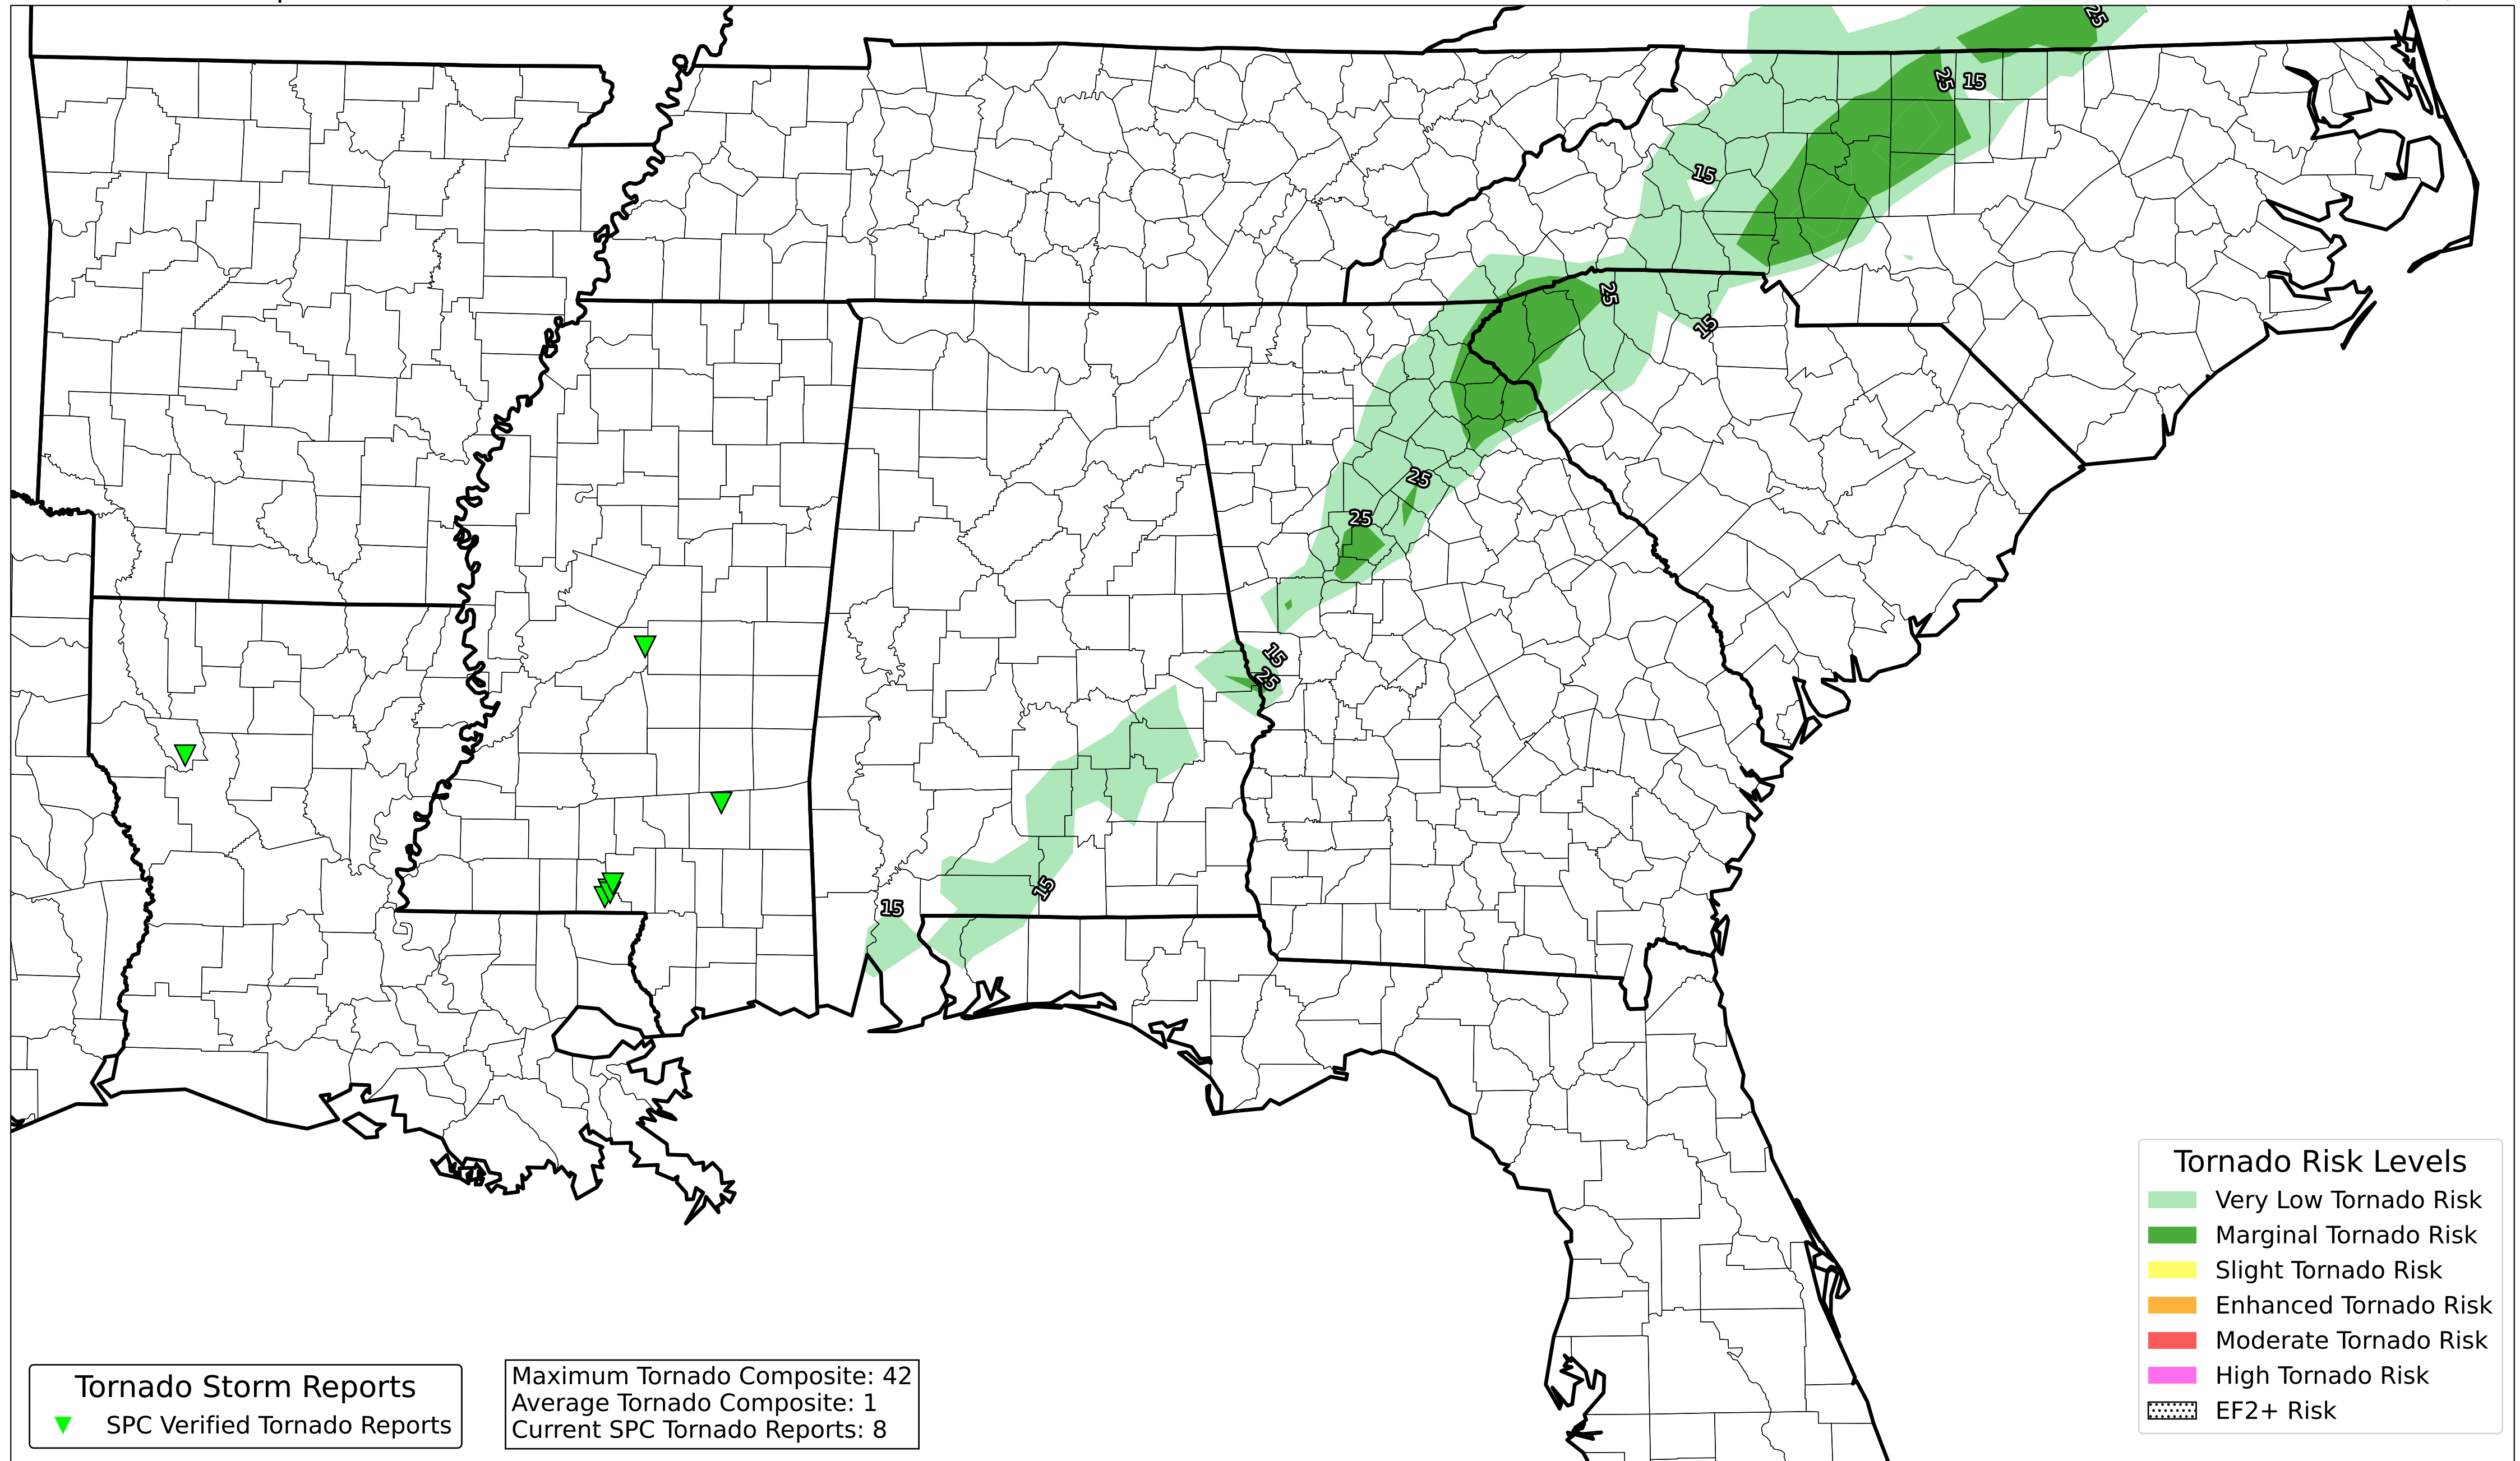 25
25
15
15
25
15
25
25
15
25
15
15
Tornado Risk Levels
Very Low Tornado Risk
Marginal Tornado Risk
Slight Tornado Risk
Enhanced Tornado Risk
Moderate Tornado Risk
High Tornado Risk
EF2+ Risk
Tornado Storm Reports
SPC Verified Tornado Reports
Maximum Tornado Composite: 42
Average Tornado Composite: 1
Current SPC Tornado Reports: 8